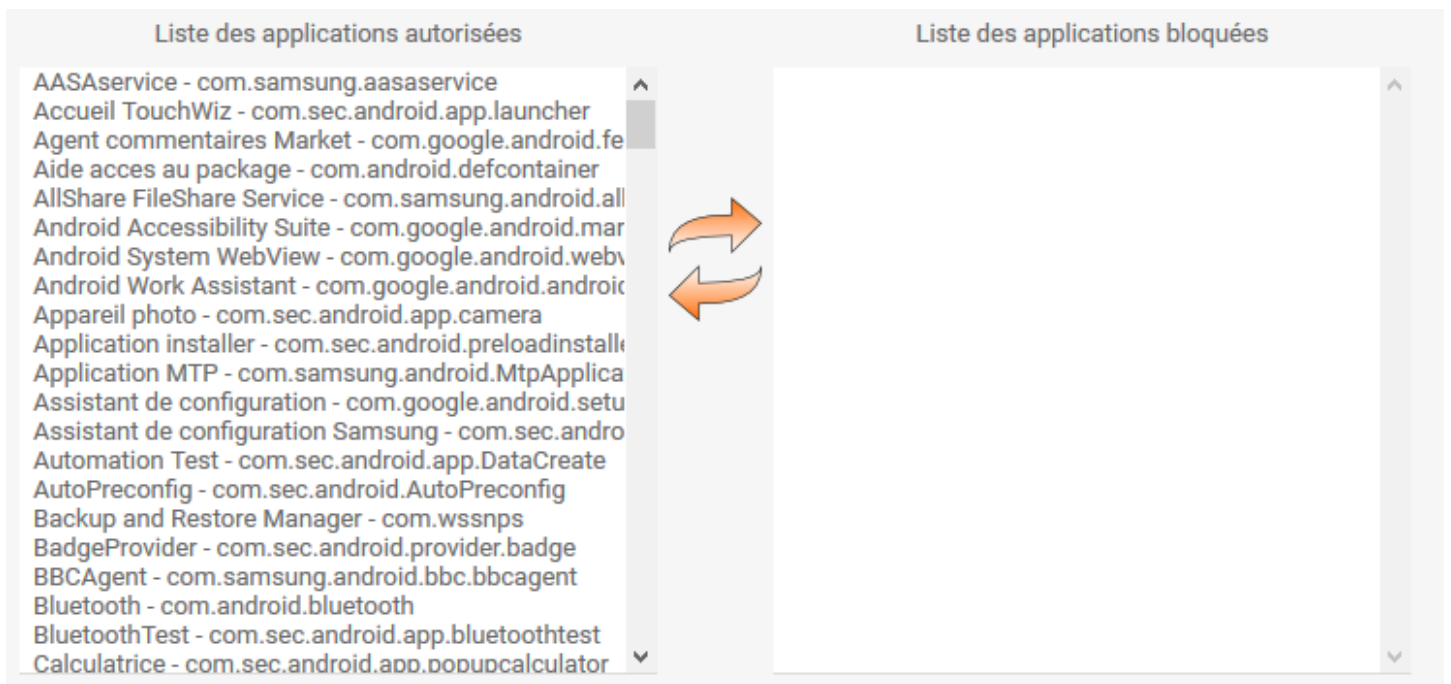 Liste des applications autorisées
Liste des applications bloquées
AASAservice - com.samsung.aasaservice
Accueil TouchWiz - com.sec.android.app.launcher
Agent commentaires Market - com.google.android.fe
Aide acces au package - com.android.defcontainer
AllShare FileShare Service - com.samsung.android.all
Android Accessibility Suite - com.google.android.mar
Android System WebView - com.google.android.webv
Android Work Assistant - com.google.android.android
Appareil photo - com.sec.android.app.camera
Application installer - com.sec.android.preloadinstalle
Application MTP - com.samsung.android.MtpApplica
Assistant de configuration - com.google.android.setu
Assistant de configuration Samsung - com.sec.andro
Automation Test - com.sec.android.app.DataCreate
AutoPreconfig - com.sec.android.AutoPreconfig
Backup and Restore Manager - com.wssnps
BadgeProvider - com.sec.android.provider.badge
BBCAgent - com.samsung.android.bbc.bbcagent
Bluetooth - com.android.bluetooth
BluetoothTest - com.sec.android.app.bluetoothtest
Calculatrice - com.sec.android.app.popupcalculator